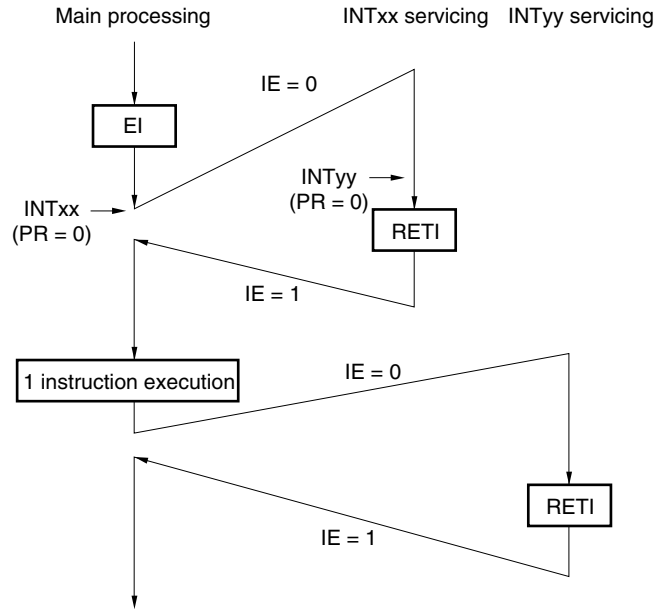 Main processing
INTxx servicing
INTyy servicing
IE = 0
EI
INTyy
(PR = 0)
INTxx
(PR = 0)
RETI
IE = 1
1 instruction execution
IE = 0
RETI
IE = 1